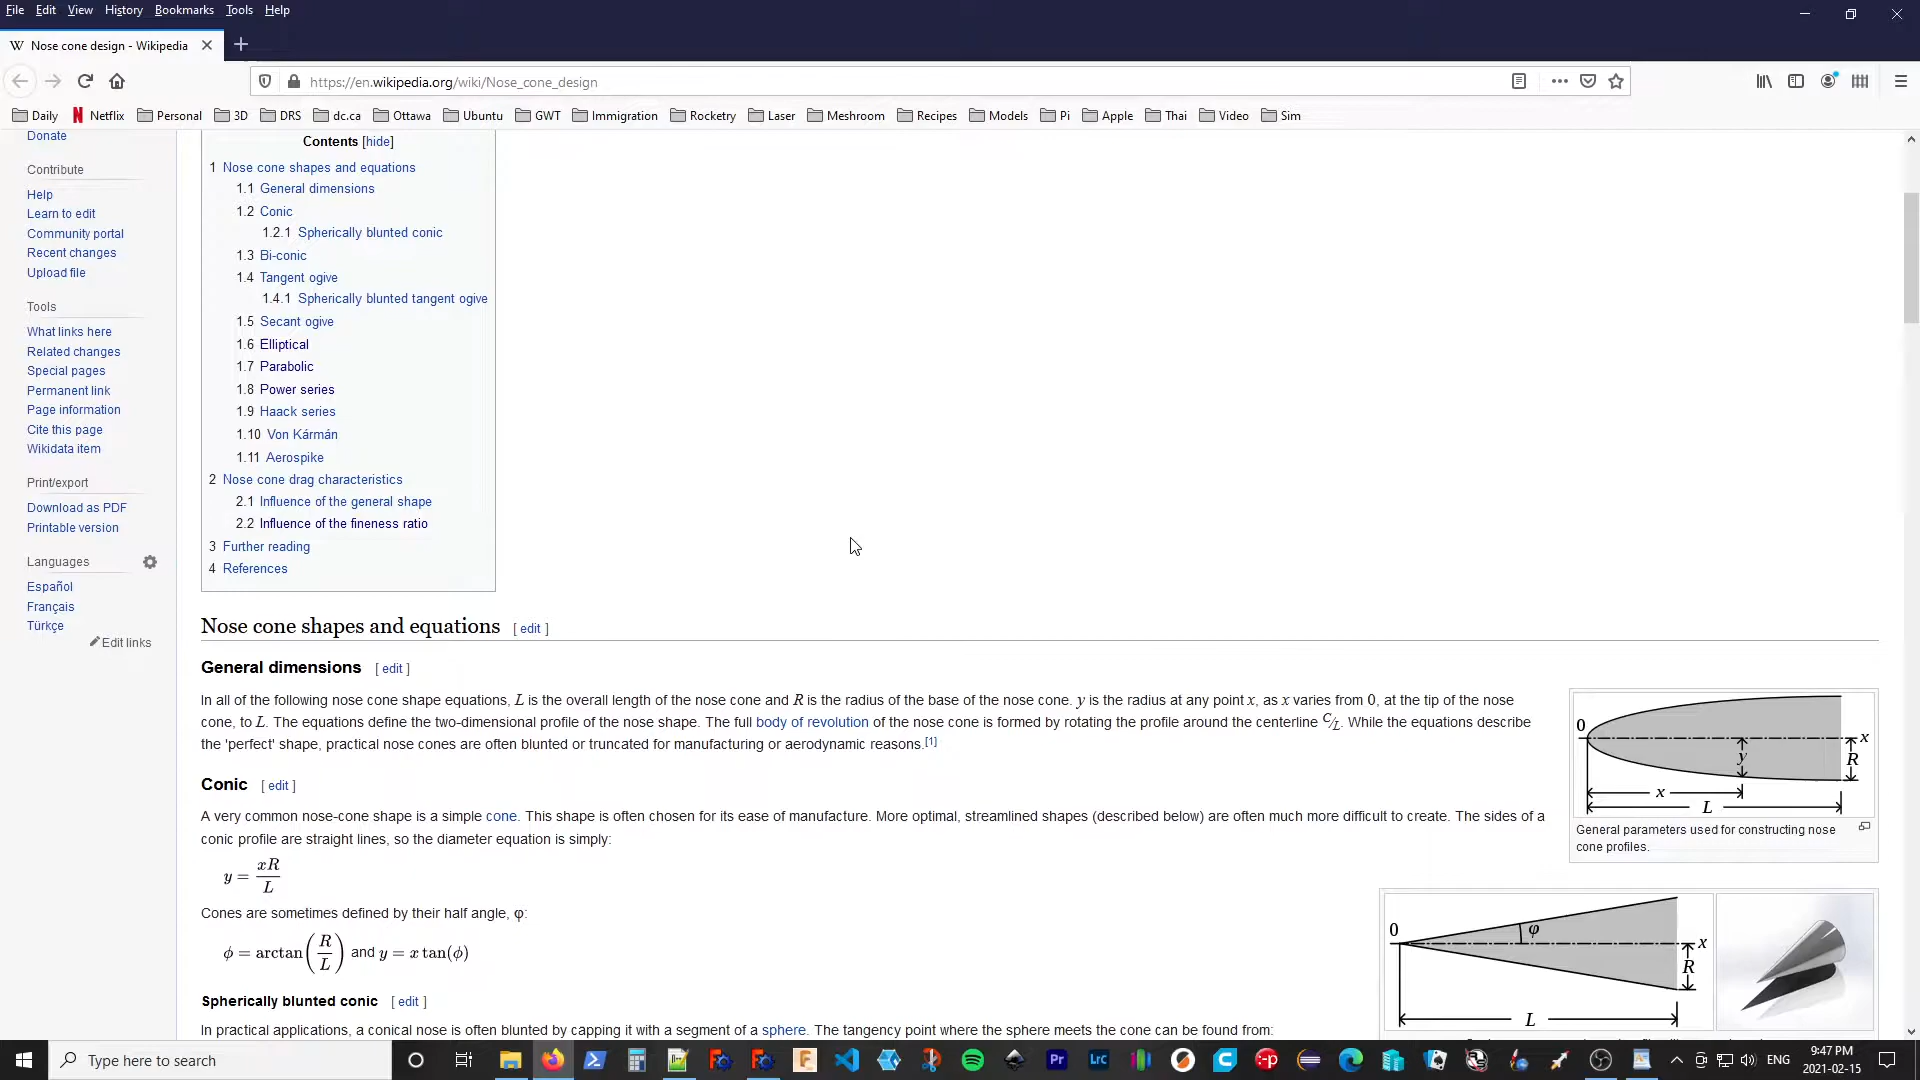 File Edit View History Bookmarks Tools Help
W Nose cone design - Wikipedia
https://en.wikipedia.org/wiki/Nose_cone_design
Daily Netflix Personal 3D DRS dc.ca Ottawa Ubuntu GWT Immigration Rocketry Laser Meshroom Recipes Models Pi Apple Thai Video Sim
Donate
Contribute
Help
Learn to edit
Community portal
Recent changes
Upload file
Tools
What links here
Related changes
Special pages
Permanent link
Page information
Cite this page
Wikidata item
Print/export
Download as PDF
Printable version
Languages
Español
Français
Türkçe
Edit links
Contents [hide]
1 Nose cone shapes and equations
1.1 General dimensions
1.2 Conic
1.2.1 Spherically blunted conic
1.3 Bi-conic
1.4 Tangent ogive
1.4.1 Spherically blunted tangent ogive
1.5 Secant ogive
1.6 Elliptical
1.7 Parabolic
1.8 Power series
1.9 Haack series
1.10 Von Kármán
1.11 Aerospike
2 Nose cone drag characteristics
2.1 Influence of the general shape
2.2 Influence of the fineness ratio
3 Further reading
4 References
Nose cone shapes and equations [ edit ]
General dimensions [ edit ]
In all of the following nose cone shape equations, L is the overall length of the nose cone and R is the radius of the base of the nose cone. y is the radius at any point x, as x varies from 0, at the tip of the nose
cone, to L. The equations define the two-dimensional profile of the nose shape. The full body of revolution of the nose cone is formed by rotating the profile around the centerline C/L. While the equations describe
the 'perfect' shape, practical nose cones are often blunted or truncated for manufacturing or aerodynamic reasons.[1]
0 x y R
x
L
General parameters used for constructing nose
cone profiles.
Conic [ edit ]
A very common nose-cone shape is a simple cone. This shape is often chosen for its ease of manufacture. More optimal, streamlined shapes (described below) are often much more difficult to create. The sides of a
conic profile are straight lines, so the diameter equation is simply:
y = xR / L
Cones are sometimes defined by their half angle, φ:
ϕ = arctan(R / L) and y = x tan(ϕ)
0 φ x R
L
Spherically blunted conic [ edit ]
In practical applications, a conical nose is often blunted by capping it with a segment of a sphere. The tangency point where the sphere meets the cone can be found from:
Type here to search
Pr Lrc
ENG
9:47 PM
2021-02-15